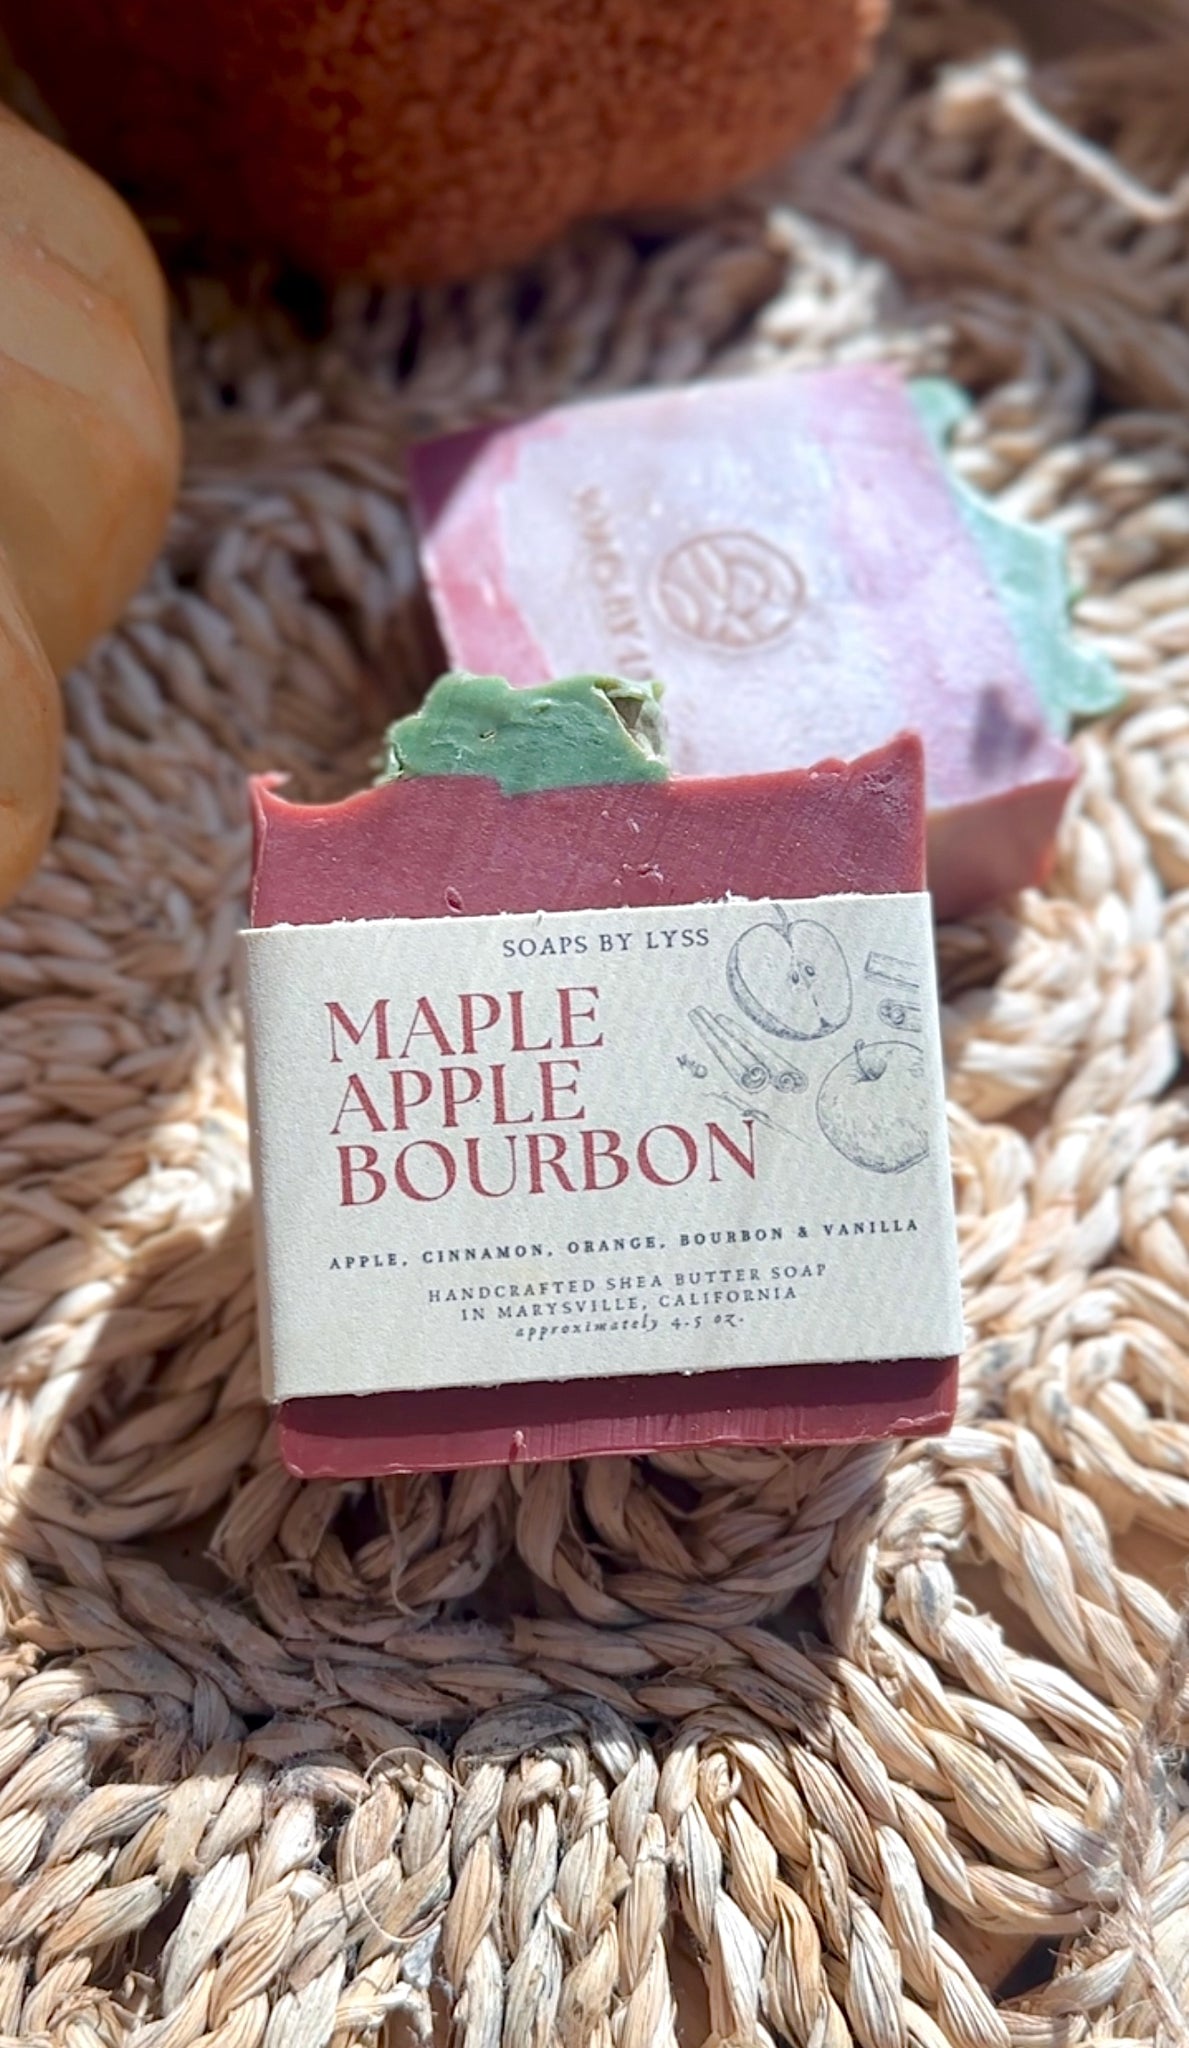 SOAPS BY LYSS
MAPLE
APPLE
BOURBON
APPLE, CINNAMON, ORANGE, BOURBON & VANILLA
HANDCRAFTED SHEA BUTTER SOAP
IN MARYSVILLE, CALIFORNIA
approximately 4.5 oz.